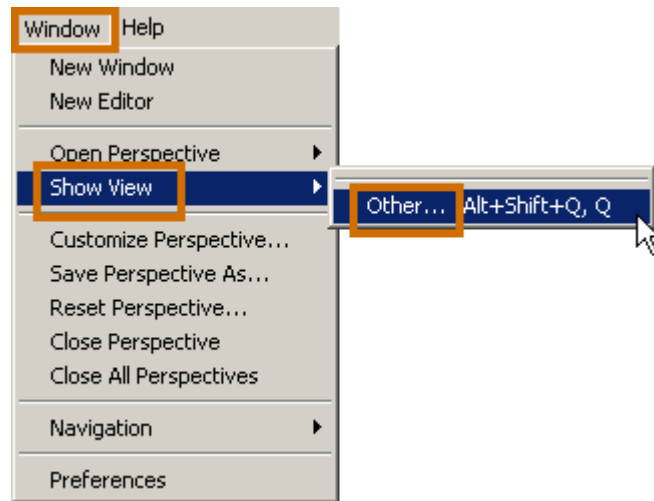 Window Help
New Window
New Editor
Open Perspective
Show View
Other... Alt+Shift+Q, Q
Customize Perspective...
Save Perspective As...
Reset Perspective...
Close Perspective
Close All Perspectives
Navigation
Preferences